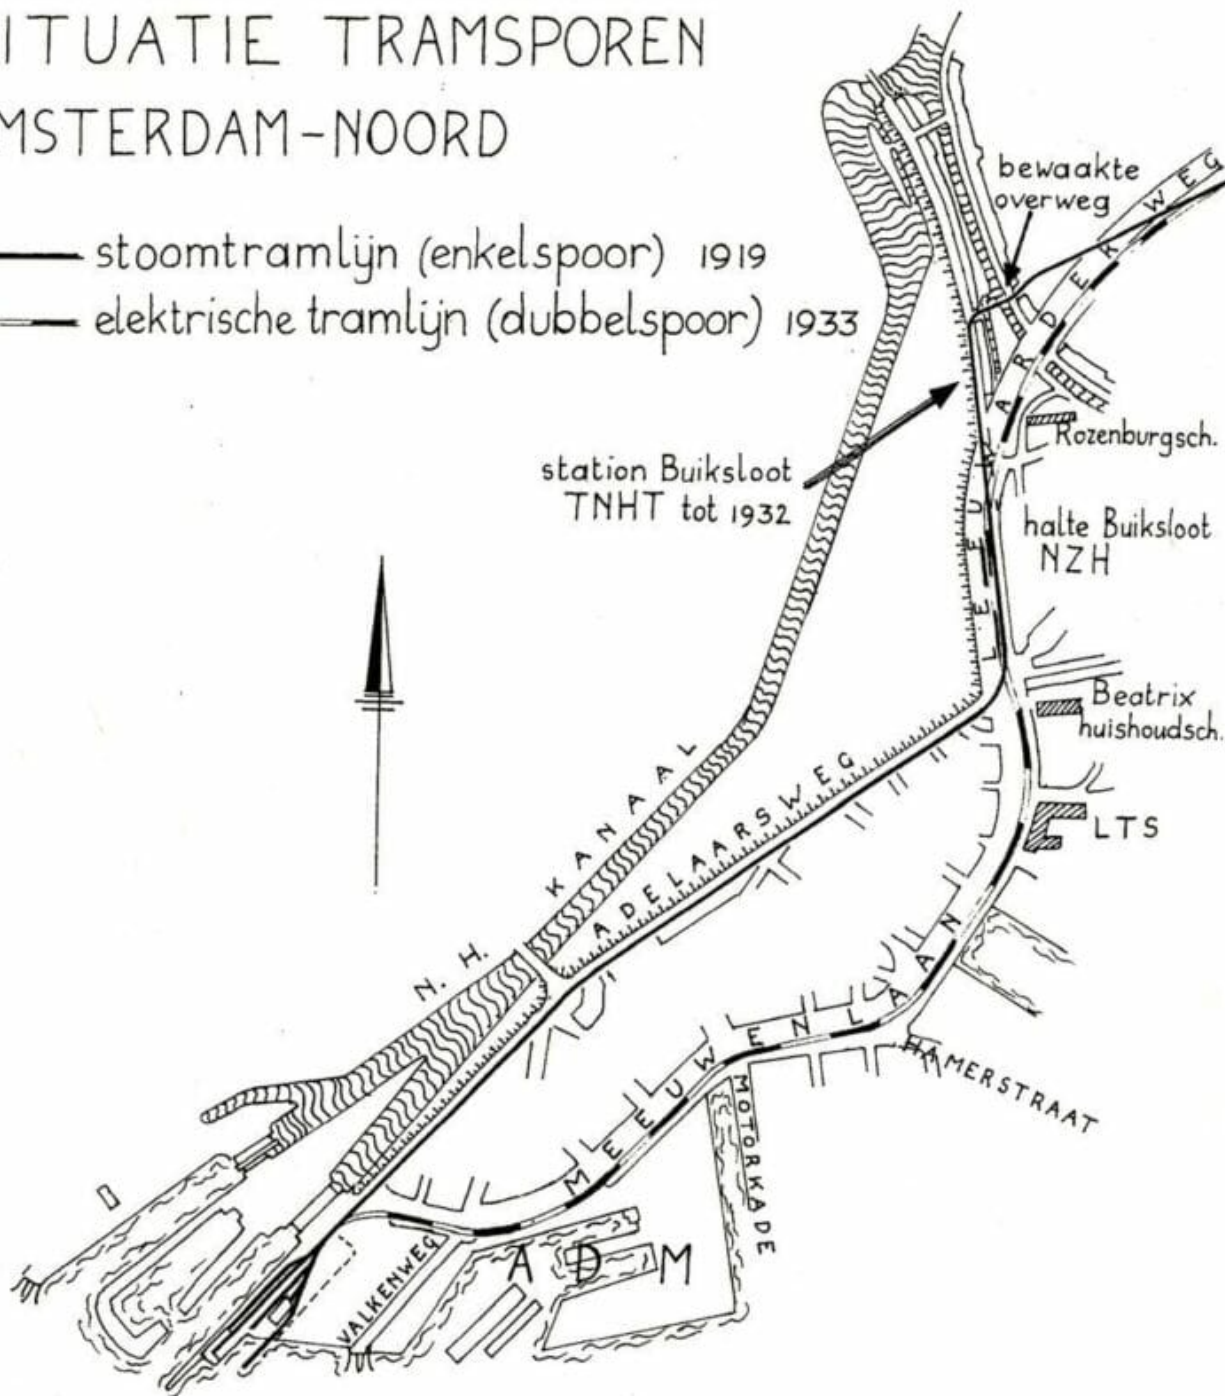 ITUATIE TRAMSPOREN
MSTERDAM-NOORD
stoomtramlijn (enkelspoor) 1919
elektrische tramlijn (dubbelspoor) 1933
bewaakte
overweg
LEEUWARDERWEG
station Buiksloot
TNHT tot 1932
Rozenburgsch.
halte Buiksloot
NZH
Beatrix
huishoudsch.
LTS
N.H. KANAAL
ADELAARSWEG
MEEUWENLAAN
HAMERSTRAAT
MOTORKADE
VALKENWEG
ADM